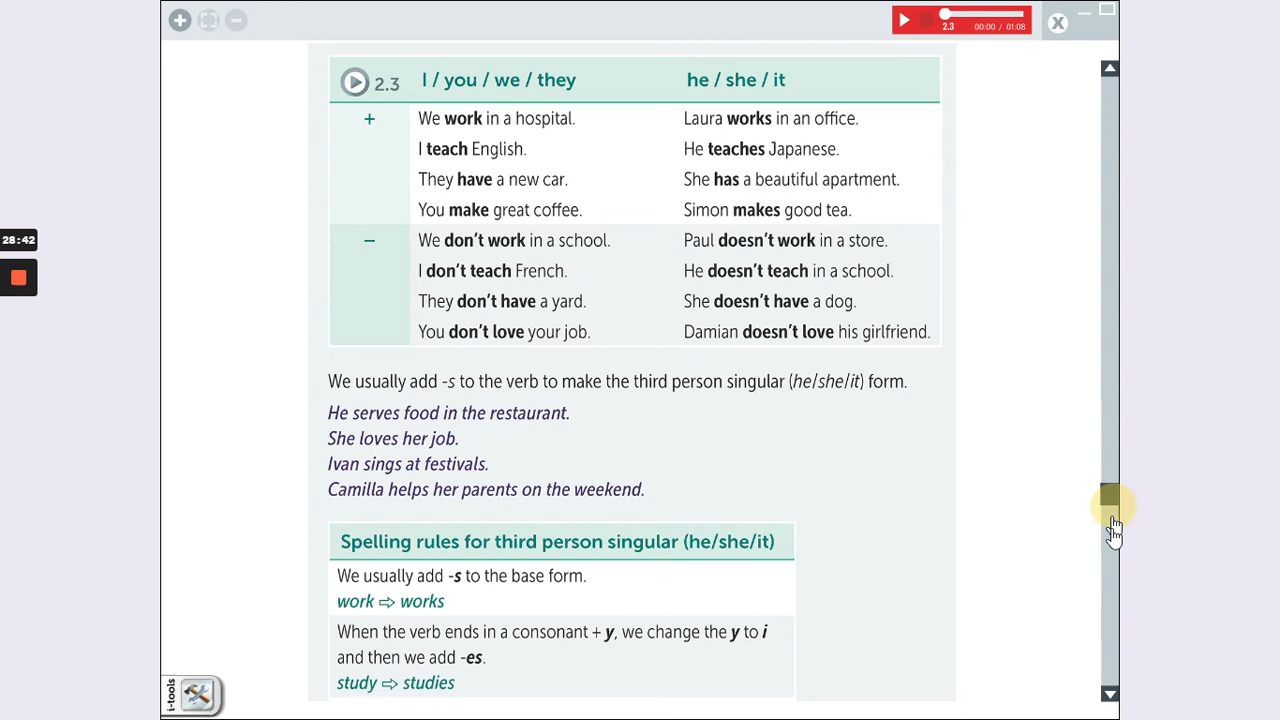 2.3 00:00 / 01:08
X
2.3 I / you / we / they he / she / it
+ We work in a hospital. Laura works in an office.
I teach English. He teaches Japanese.
They have a new car. She has a beautiful apartment.
You make great coffee. Simon makes good tea.
– We don't work in a school. Paul doesn't work in a store.
I don't teach French. He doesn't teach in a school.
They don't have a yard. She doesn't have a dog.
You don't love your job. Damian doesn't love his girlfriend.
28:42
We usually add -s to the verb to make the third person singular (he/she/it) form.
He serves food in the restaurant.
She loves her job.
Ivan sings at festivals.
Camilla helps her parents on the weekend.
Spelling rules for third person singular (he/she/it)
We usually add -s to the base form.
work ⇨ works
When the verb ends in a consonant + y, we change the y to i
and then we add -es.
study ⇨ studies
i-tools